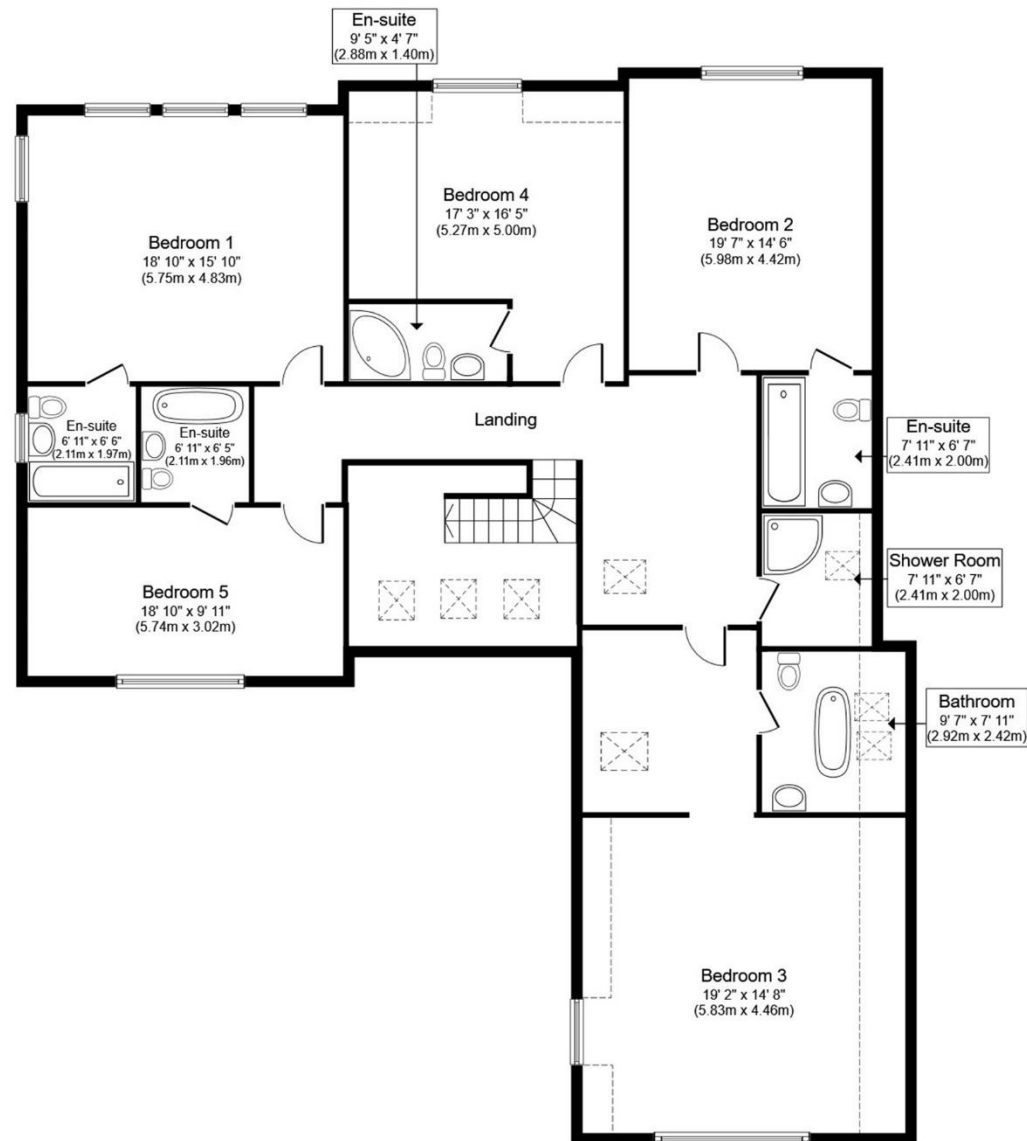 En-suite
9' 5" x 4' 7"
(2.88m x 1.40m)
Bedroom 4
17' 3" x 16' 5"
(5.27m x 5.00m)
Bedroom 2
19' 7" x 14' 6"
(5.98m x 4.42m)
Bedroom 1
18' 10" x 15' 10"
(5.75m x 4.83m)
Landing
En-suite
6' 11" x 6' 6"
(2.11m x 1.97m)
En-suite
6' 11" x 6' 5"
(2.11m x 1.96m)
En-suite
7' 11" x 6' 7"
(2.41m x 2.00m)
Shower Room
7' 11" x 6' 7"
(2.41m x 2.00m)
Bedroom 5
18' 10" x 9' 11"
(5.74m x 3.02m)
Bathroom
9' 7" x 7' 11"
(2.92m x 2.42m)
Bedroom 3
19' 2" x 14' 8"
(5.83m x 4.46m)